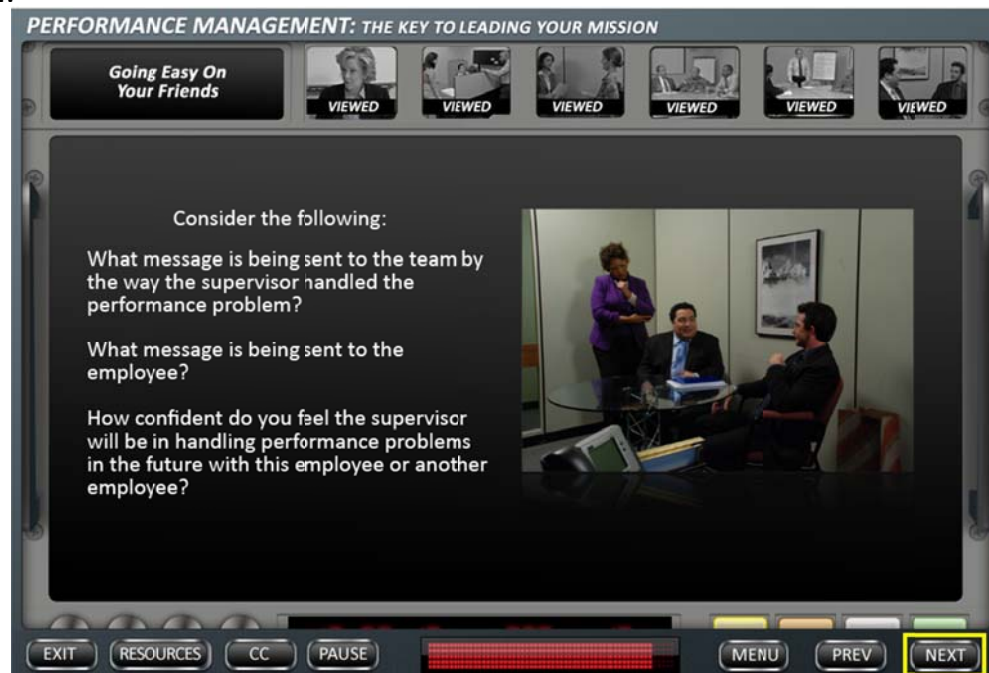 PERFORMANCE MANAGEMENT: THE KEY TO LEADING YOUR MISSION
Going Easy On
Your Friends
VIEWED VIEWED VIEWED VIEWED VIEWED VIEWED
Consider the following:
What message is being sent to the team by
the way the supervisor handled the
performance problem?
What message is being sent to the
employee?
How confident do you feel the supervisor
will be in handling performance problems
in the future with this employee or another
employee?
EXIT RESOURCES CC PAUSE MENU PREV NEXT